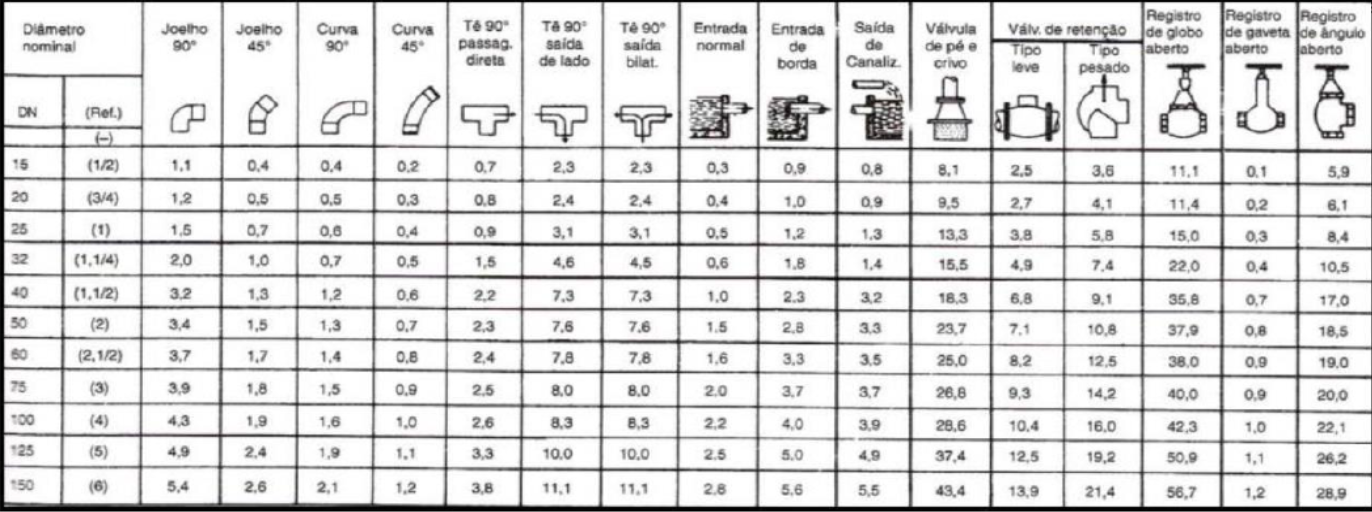 Diâmetro nominal | Joelho 90° | Joelho 45° | Curva 90° | Curva 45° | Tê 90° passag. direta | Tê 90° saída de lado | Tê 90° saída bilat. | Entrada normal | Entrada de borda | Saída de Canaliz. | Válvula de pé e crivo | Válv. de retenção Tipo leve | Válv. de retenção Tipo pesado | Registro de globo aberto | Registro de gaveta aberto | Registro de ângulo aberto
DN | (Ref.)
(—)
15 | (1/2) | 1,1 | 0,4 | 0,4 | 0,2 | 0,7 | 2,3 | 2,3 | 0,3 | 0,9 | 0,8 | 8,1 | 2,5 | 3,6 | 11,1 | 0,1 | 5,9
20 | (3/4) | 1,2 | 0,5 | 0,5 | 0,3 | 0,8 | 2,4 | 2,4 | 0,4 | 1,0 | 0,9 | 9,5 | 2,7 | 4,1 | 11,4 | 0,2 | 6,1
25 | (1) | 1,5 | 0,7 | 0,6 | 0,4 | 0,9 | 3,1 | 3,1 | 0,5 | 1,2 | 1,3 | 13,3 | 3,8 | 5,8 | 15,0 | 0,3 | 8,4
32 | (1,1/4) | 2,0 | 1,0 | 0,7 | 0,5 | 1,5 | 4,6 | 4,5 | 0,6 | 1,8 | 1,4 | 15,5 | 4,9 | 7,4 | 22,0 | 0,4 | 10,5
40 | (1,1/2) | 3,2 | 1,3 | 1,2 | 0,6 | 2,2 | 7,3 | 7,3 | 1,0 | 2,3 | 3,2 | 18,3 | 6,8 | 9,1 | 35,8 | 0,7 | 17,0
50 | (2) | 3,4 | 1,5 | 1,3 | 0,7 | 2,3 | 7,6 | 7,6 | 1,5 | 2,8 | 3,3 | 23,7 | 7,1 | 10,8 | 37,9 | 0,8 | 18,5
60 | (2,1/2) | 3,7 | 1,7 | 1,4 | 0,8 | 2,4 | 7,8 | 7,8 | 1,6 | 3,3 | 3,5 | 25,0 | 8,2 | 12,5 | 38,0 | 0,9 | 19,0
75 | (3) | 3,9 | 1,8 | 1,5 | 0,9 | 2,5 | 8,0 | 8,0 | 2,0 | 3,7 | 3,7 | 26,8 | 9,3 | 14,2 | 40,0 | 0,9 | 20,0
100 | (4) | 4,3 | 1,9 | 1,6 | 1,0 | 2,6 | 8,3 | 8,3 | 2,2 | 4,0 | 3,9 | 28,6 | 10,4 | 16,0 | 42,3 | 1,0 | 22,1
125 | (5) | 4,9 | 2,4 | 1,9 | 1,1 | 3,3 | 10,0 | 10,0 | 2,5 | 5,0 | 4,9 | 37,4 | 12,5 | 19,2 | 50,9 | 1,1 | 26,2
150 | (6) | 5,4 | 2,6 | 2,1 | 1,2 | 3,8 | 11,1 | 11,1 | 2,8 | 5,6 | 5,5 | 43,4 | 13,9 | 21,4 | 56,7 | 1,2 | 28,9